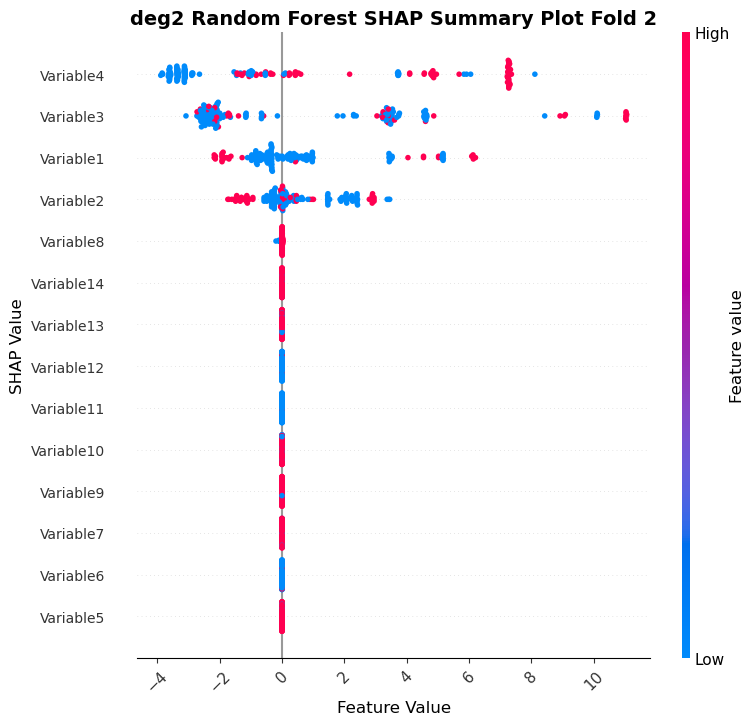 deg2 Random Forest SHAP Summary Plot Fold 2
High
Variable4
Variable3
Variable1
Variable2
Variable8
Variable14
Variable13
Variable12
Variable11
Variable10
Variable9
Variable7
Variable6
Variable5
SHAP Value
Feature value
Low
−4 −2 0 2 4 6 8 10
Feature Value